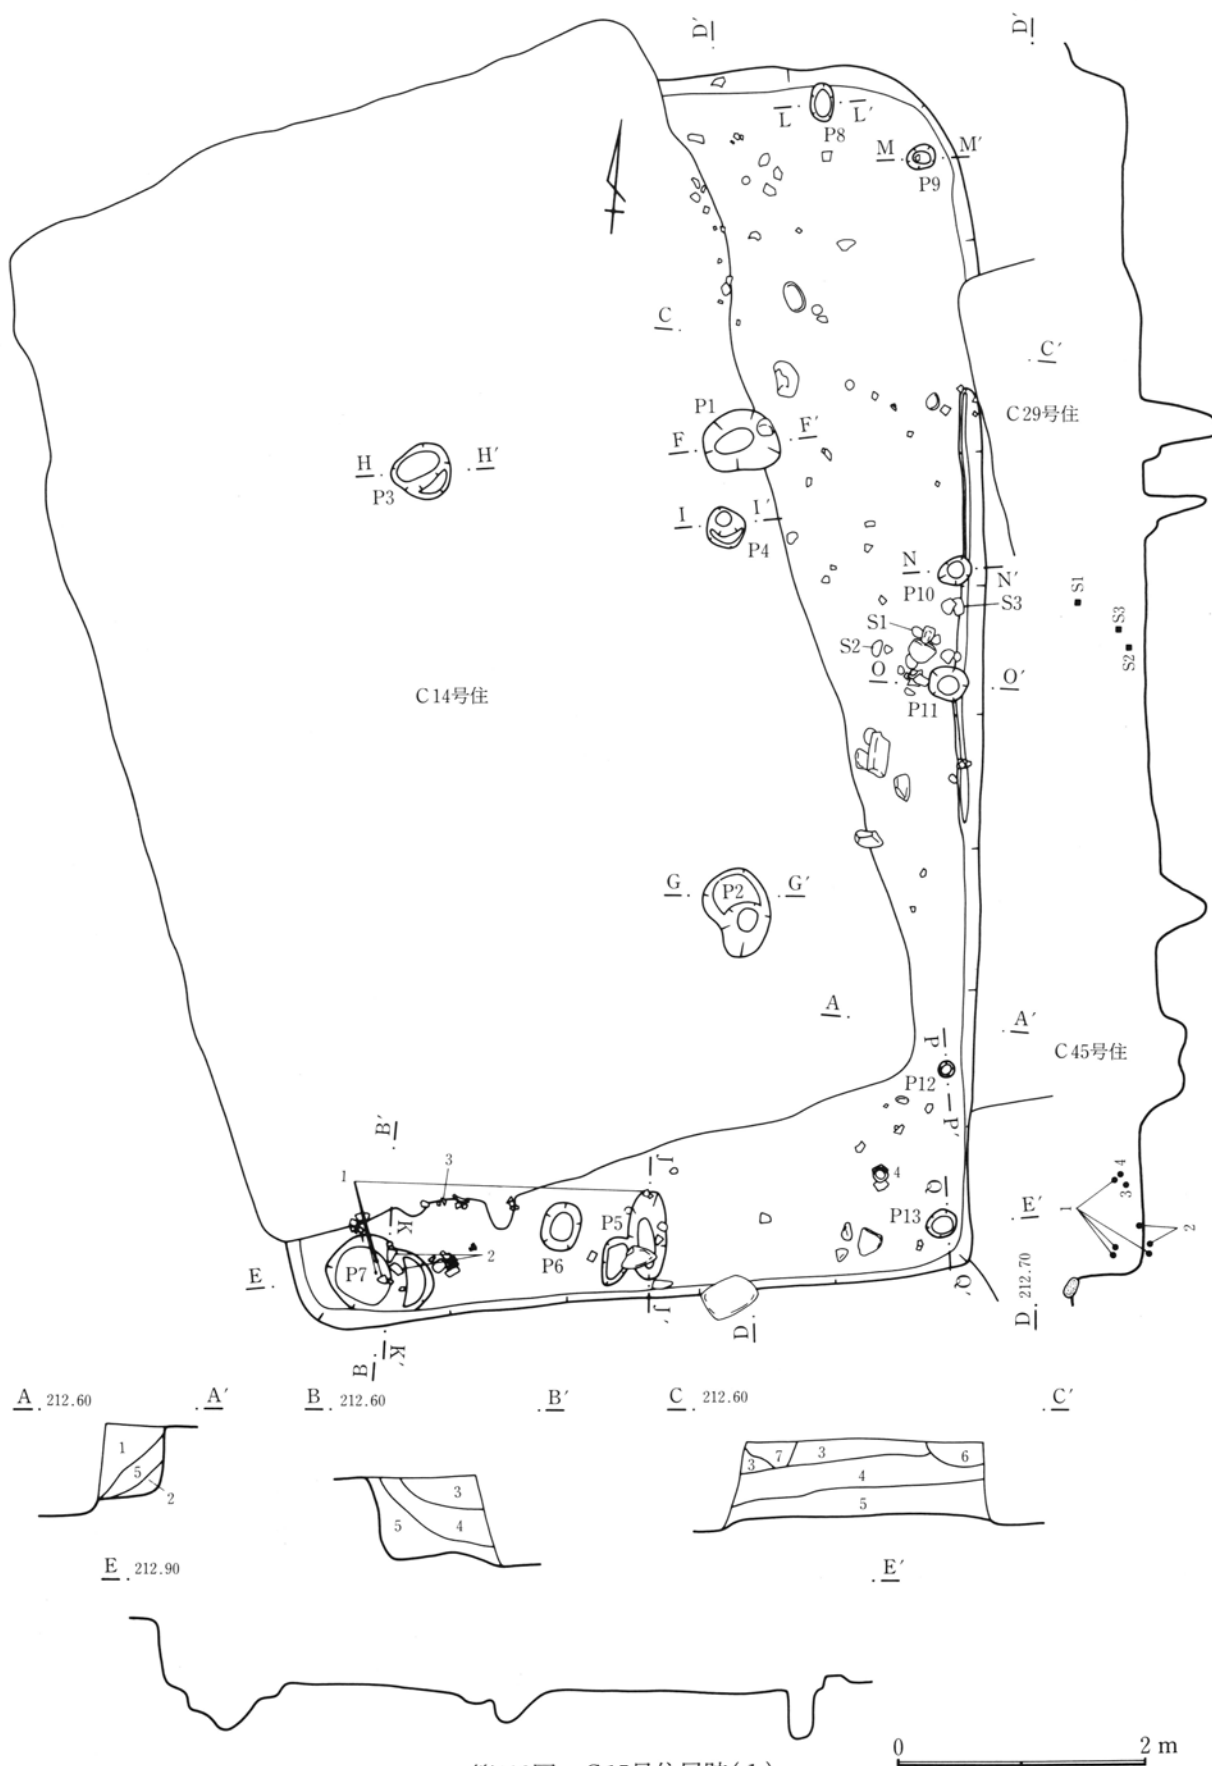 D′ D′
L L′
P8
M M′
P9
C
C′
C29号住
P1
F F′
H H′
P3
I I′
P4
N N′
P10
S3
S1
S2
O O′
P11
S1
S3
S2
C14号住
G P2 G′
A A′
C45号住
P
P12
P′
B′
1
3
J
4
Q
E′
K
P5
P13
P6
2
P7
E
J′
Q′
D
D . 212.70
B
K′
4
3
1
2
A . 212.60 A′
B . 212.60 B′
C . 212.60 C′
1
5
2
3
5 4
3 7 3 6
4
5
E . 212.90 E′
0 2 m